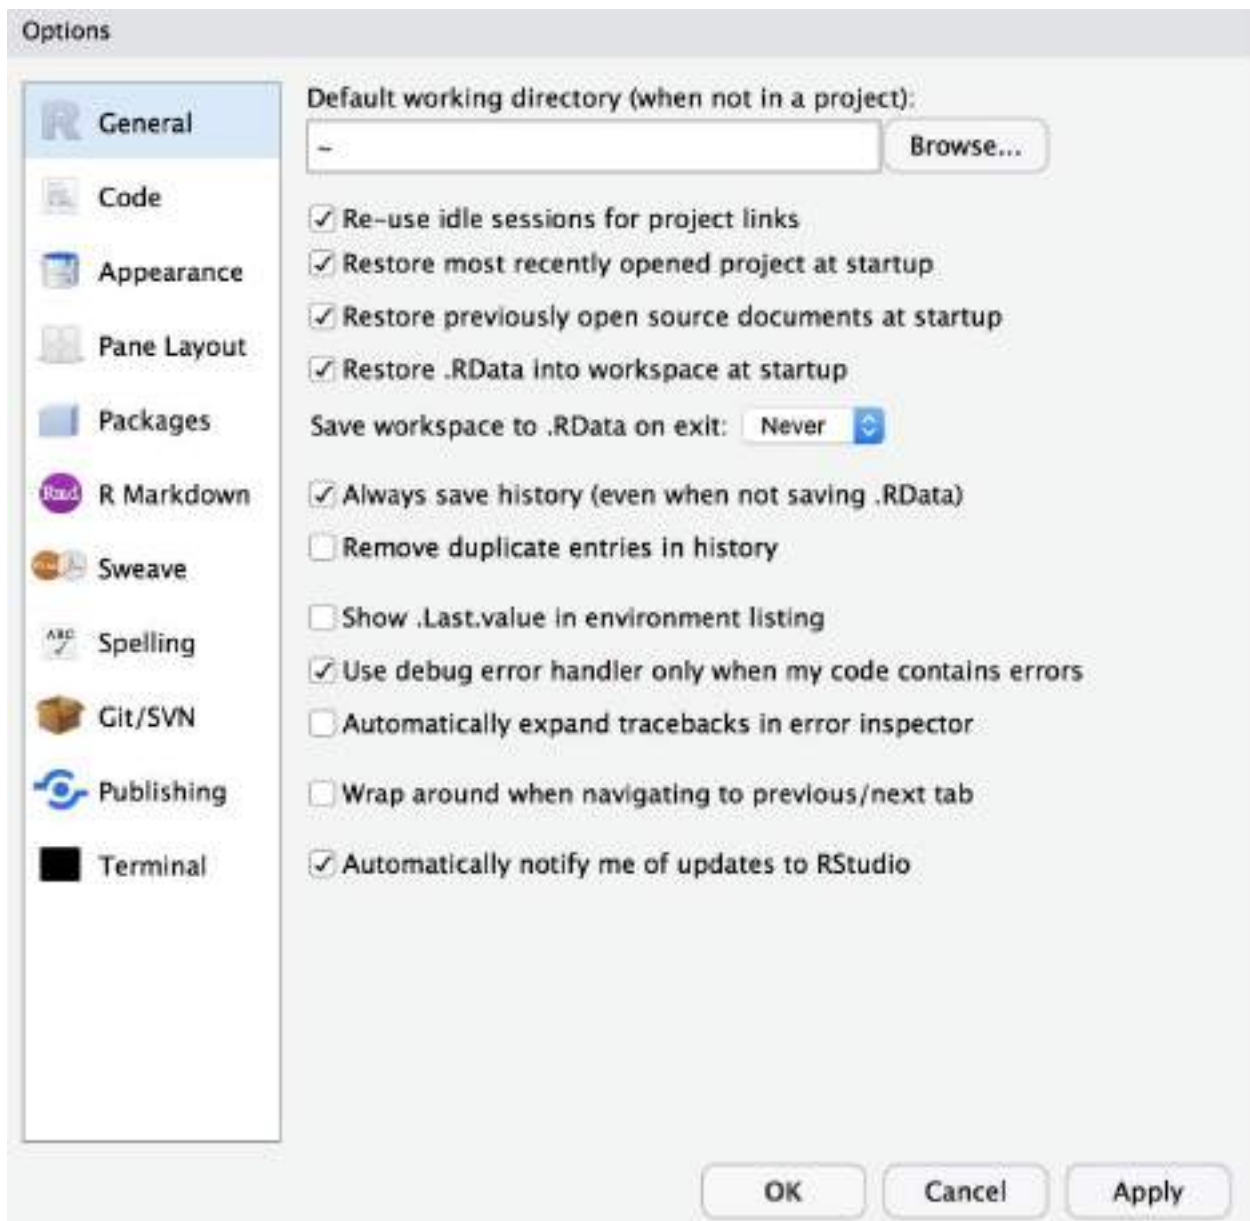 Options
General
Code
Appearance
Pane Layout
Packages
Rmd R Markdown
Sweave
ABC Spelling
Git/SVN
Publishing
Terminal
Default working directory (when not in a project):
~ Browse...
Re-use idle sessions for project links
Restore most recently opened project at startup
Restore previously open source documents at startup
Restore .RData into workspace at startup
Save workspace to .RData on exit: Never
Always save history (even when not saving .RData)
Remove duplicate entries in history
Show .Last.value in environment listing
Use debug error handler only when my code contains errors
Automatically expand tracebacks in error inspector
Wrap around when navigating to previous/next tab
Automatically notify me of updates to RStudio
OK Cancel Apply